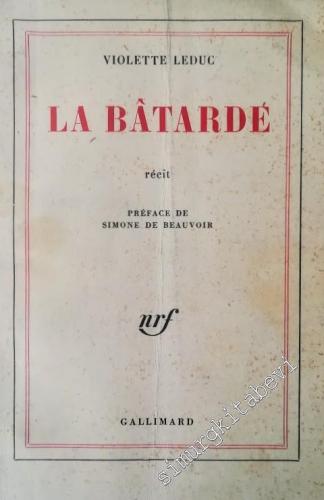 VIOLETTE LEDUC
LA BÂTARDE
récit
PRÉFACE DE
SIMONE DE BEAUVOIR
nrf
GALLIMARD
simurgkitabevi